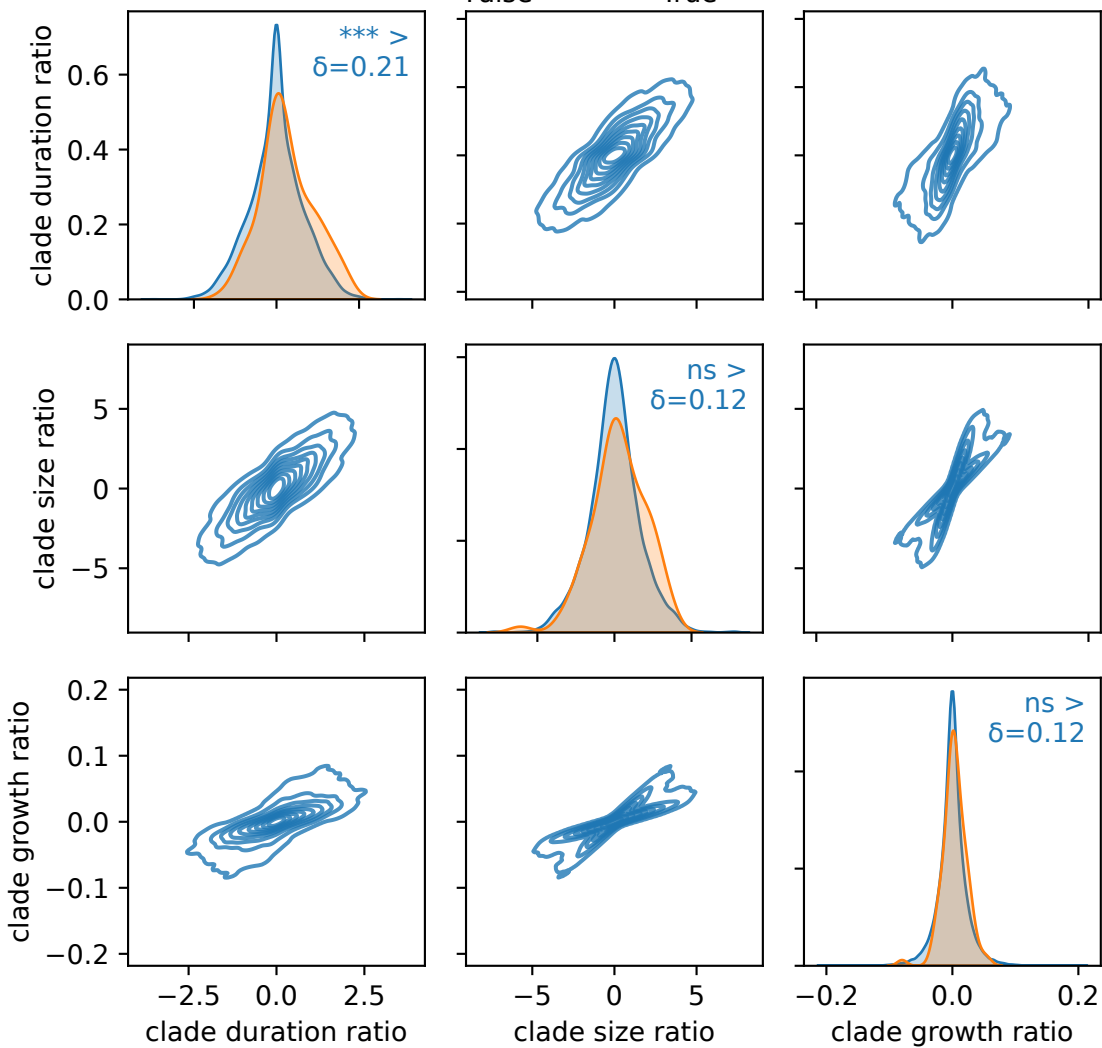 clade duration ratio
0.6
0.4
0.2
0.0
*** >
δ=0.21
clade size ratio
5
0
−5
ns >
δ=0.12
clade growth ratio
0.2
0.1
0.0
−0.1
−0.2
ns >
δ=0.12
−2.5 0.0 2.5
−5 0 5
−0.2 0.0 0.2
clade duration ratio
clade size ratio
clade growth ratio